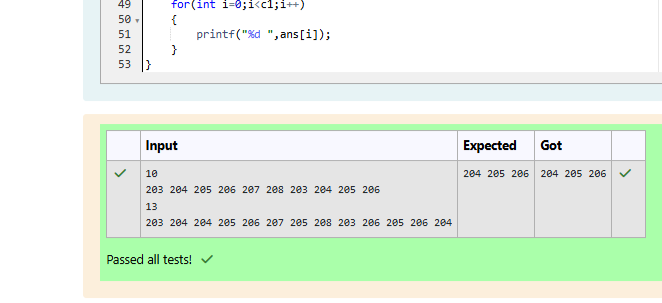 49 for(int i=0;i<c1;i++)
50 {
51 printf("%d ",ans[i]);
52 }
53 }
Input Expected Got
10 204 205 206 204 205 206
203 204 205 206 207 208 203 204 205 206
13
203 204 204 205 206 207 205 208 203 206 205 206 204
Passed all tests!